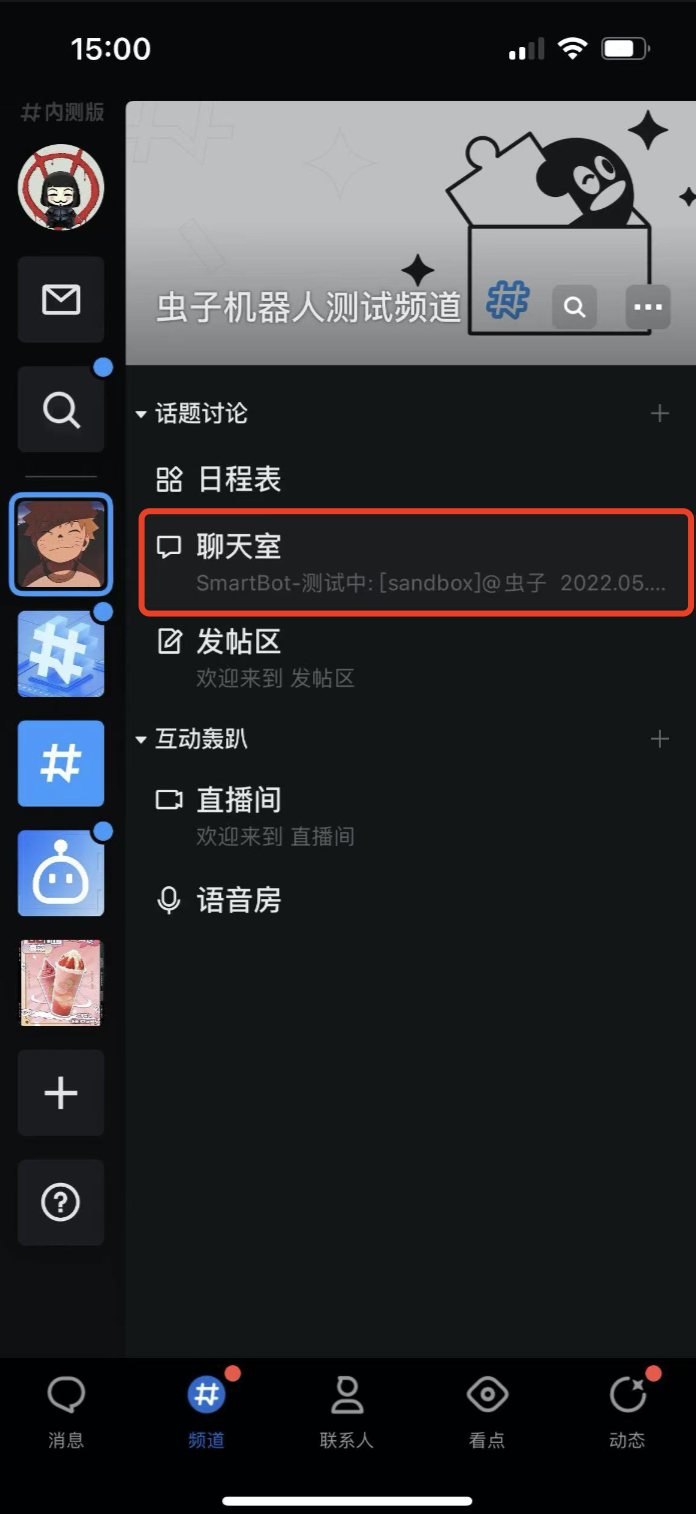 15:00
#内测版
虫子机器人测试频道
话题讨论
日程表
聊天室
SmartBot-测试中: [sandbox]@虫子 2022.05....
发帖区
欢迎来到 发帖区
互动轰趴
直播间
欢迎来到 直播间
语音房
消息
频道
联系人
看点
动态